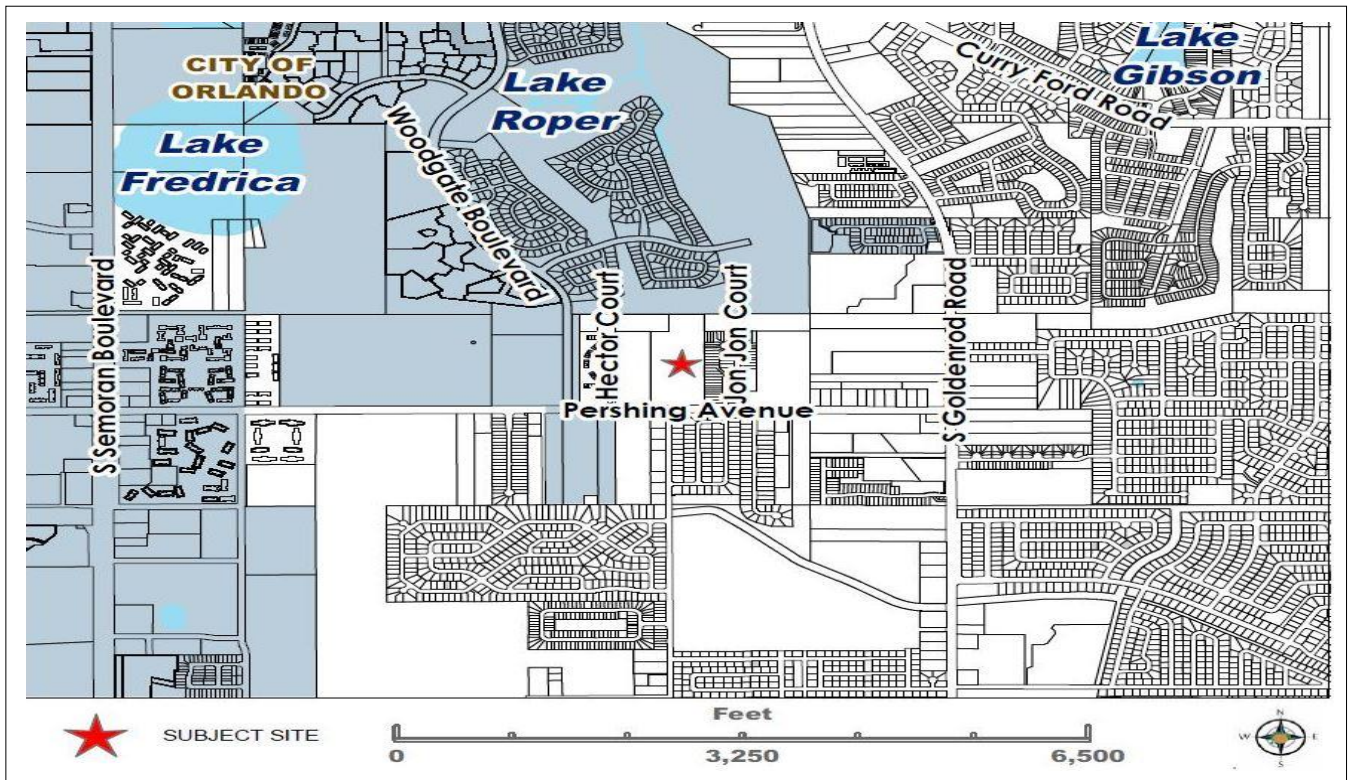 CITY OF
ORLANDO
Lake
Fredrica
Woodgate Boulevard
Lake
Roper
Curry Ford Road
Lake
Gibson
S Semoran Boulevard
Hector Court
Jon Jon Court
S Goldenrod Road
Pershing Avenue
SUBJECT SITE
Feet
0
3,250
6,500
N
W
E
S